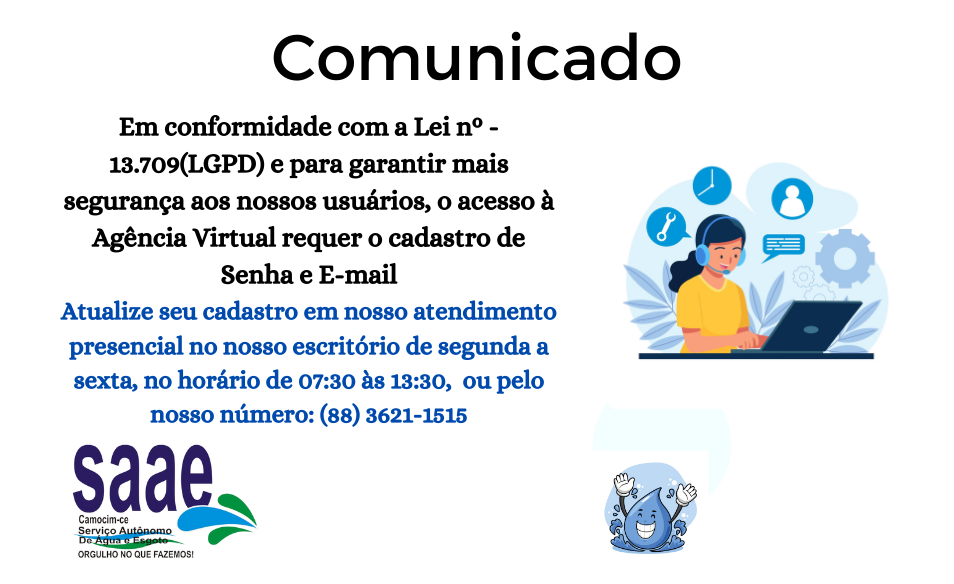 Comunicado
Em conformidade com a Lei nº -
13.709(LGPD) e para garantir mais
segurança aos nossos usuários, o acesso à
Agência Virtual requer o cadastro de
Senha e E-mail
Atualize seu cadastro em nosso atendimento
presencial no nosso escritório de segunda a
sexta, no horário de 07:30 às 13:30, ou pelo
nosso número: (88) 3621-1515
saae
Camocim-ce
Serviço Autônomo
De Água e Esgoto
ORGULHO NO QUE FAZEMOS!